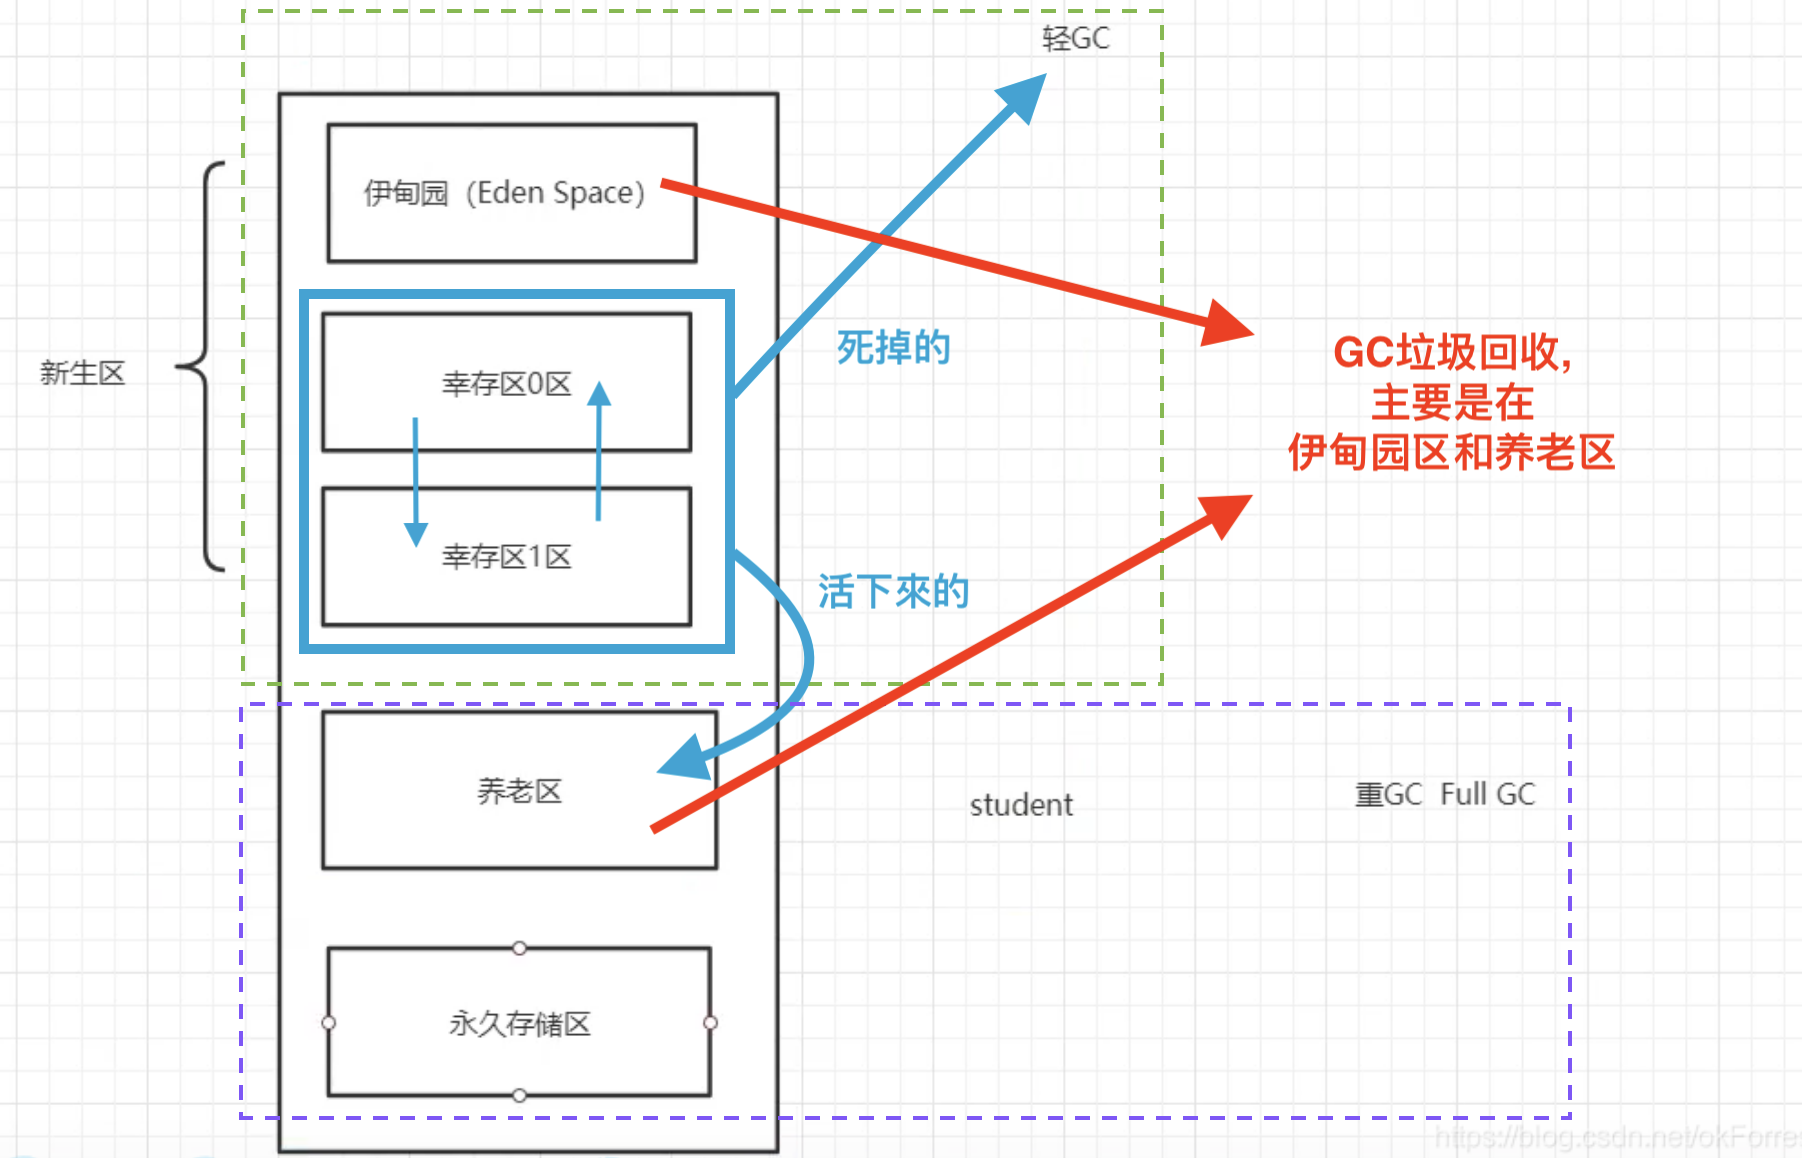 轻GC
伊甸园（Eden Space）
死掉的
GC垃圾回收,
主要是在
伊甸园区和养老区
新生区
幸存区0区
幸存区1区
活下來的
养老区
student
重GC Full GC
永久存储区
https://blog.csdn.net/okForre